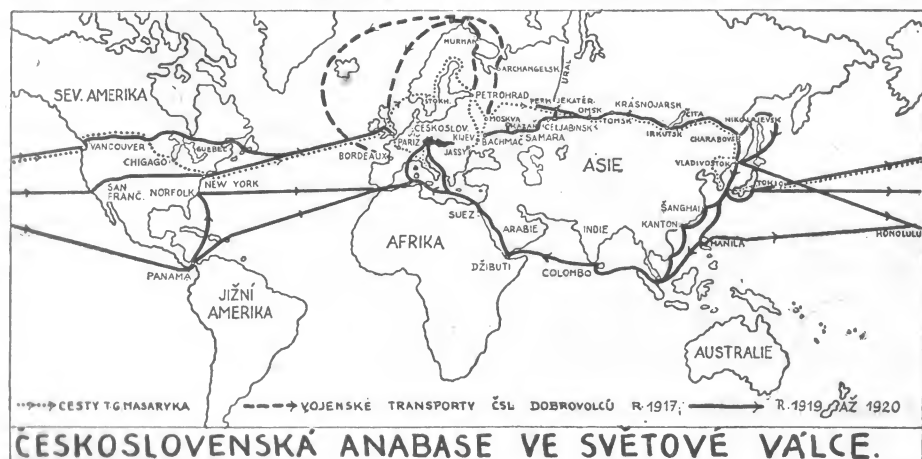 MURMAN
ARCHANGELSK
URAL
SEV. AMERIKA
STOKH.
PETROHRAD
PERM
JEKATĚR.
OMSK
KRASNOJARSK
MOSKVA
KAZAŇ
ČELJABINSK
TOMSK
IRKUTSK
ČITA
NIKOLAJEVSK
VANCOUVER
QUEBEC
ČESKOSLOV.
PAŘÍŽ
KIJEV
BACHMAČ
SAMARA
CHARABOVS
CHIGAGO
BORDEAUX
JASSY
VLADIVOSTOK
ASIE
SAN FRANC.
NORFOLK
NEW YORK
TOKIO
SUEZ
ŠANGHAI
AFRIKA
ARABIE
INDIE
KANTON
HONOLULU
MANILA
PANAMA
DŽIBUTI
COLOMBO
JIŽNÍ
AMERIKA
AUSTRALIE
CESTY T.G. MASARYKA
VOJENSKÉ TRANSPORTY ČSL DOBROVOLCŮ R. 1917;
R. 1919 AŽ 1920
ČESKOSLOVENSKÁ ANABASE VE SVĚTOVÉ VÁLCE.